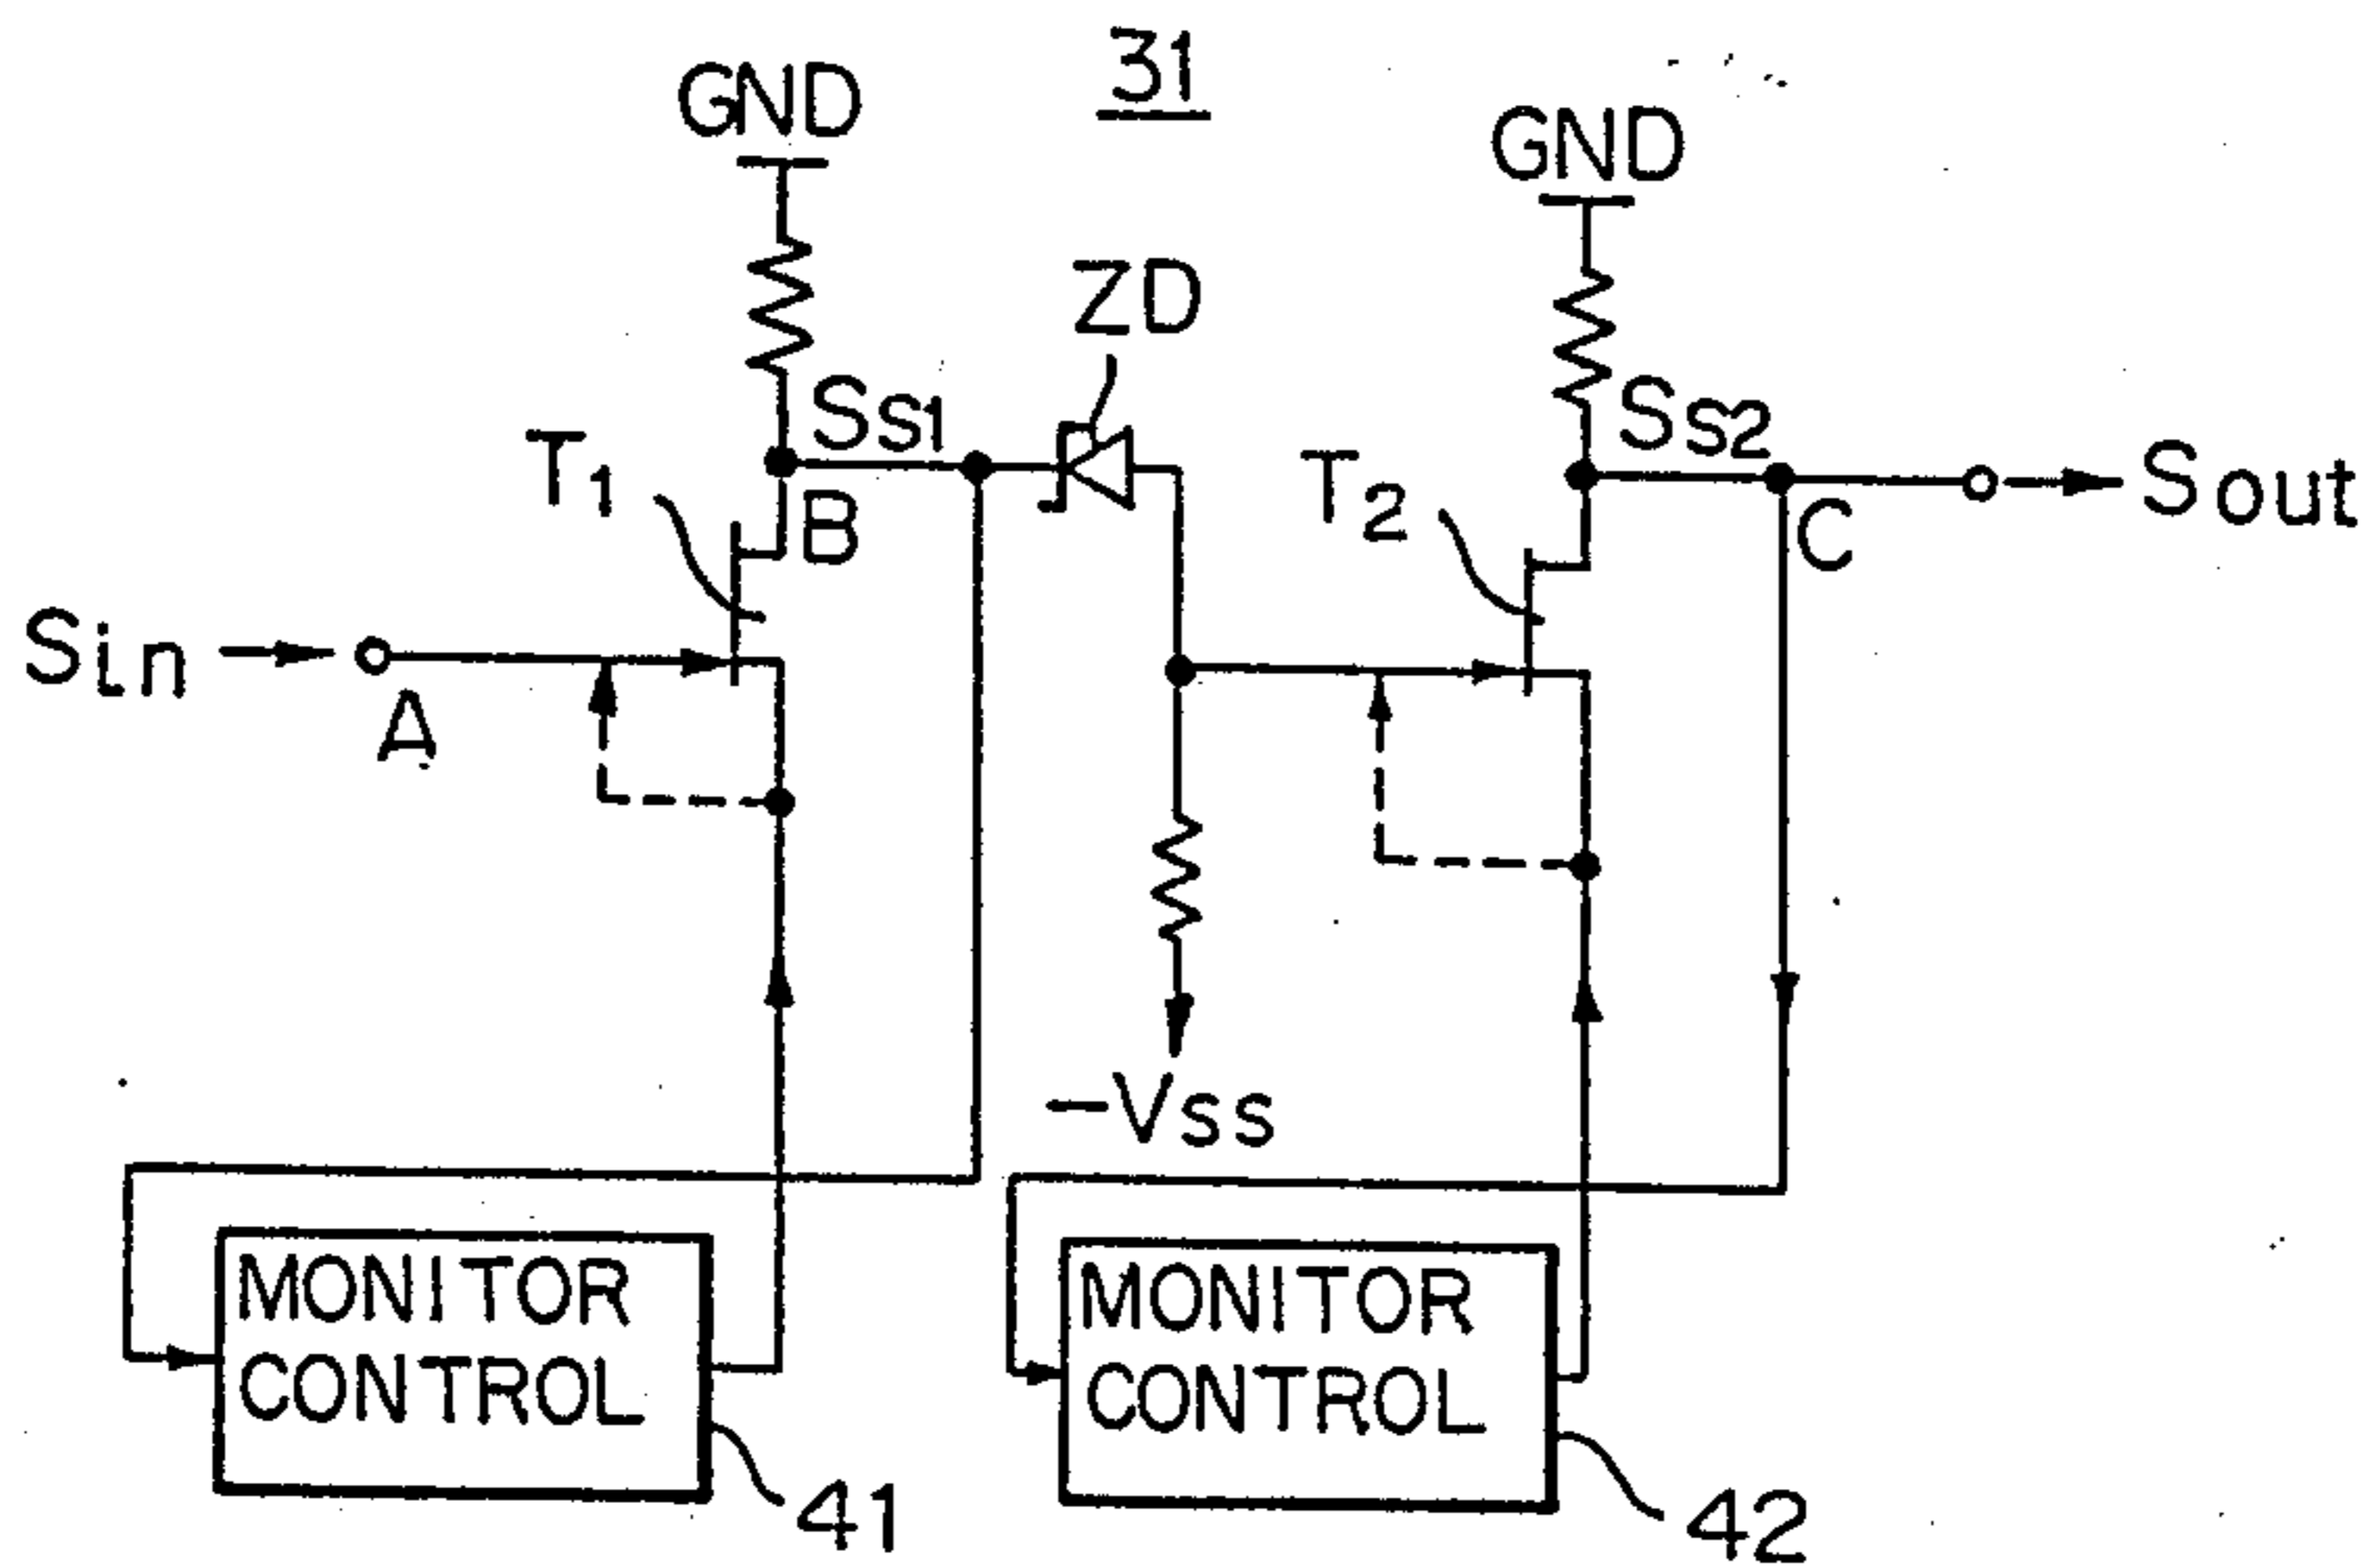 31
GND
GND
ZD
Ss1
Ss2
T1
T2
B
C
Sout
Sin
A
-Vss
MONITOR
CONTROL
MONITOR
CONTROL
41
42